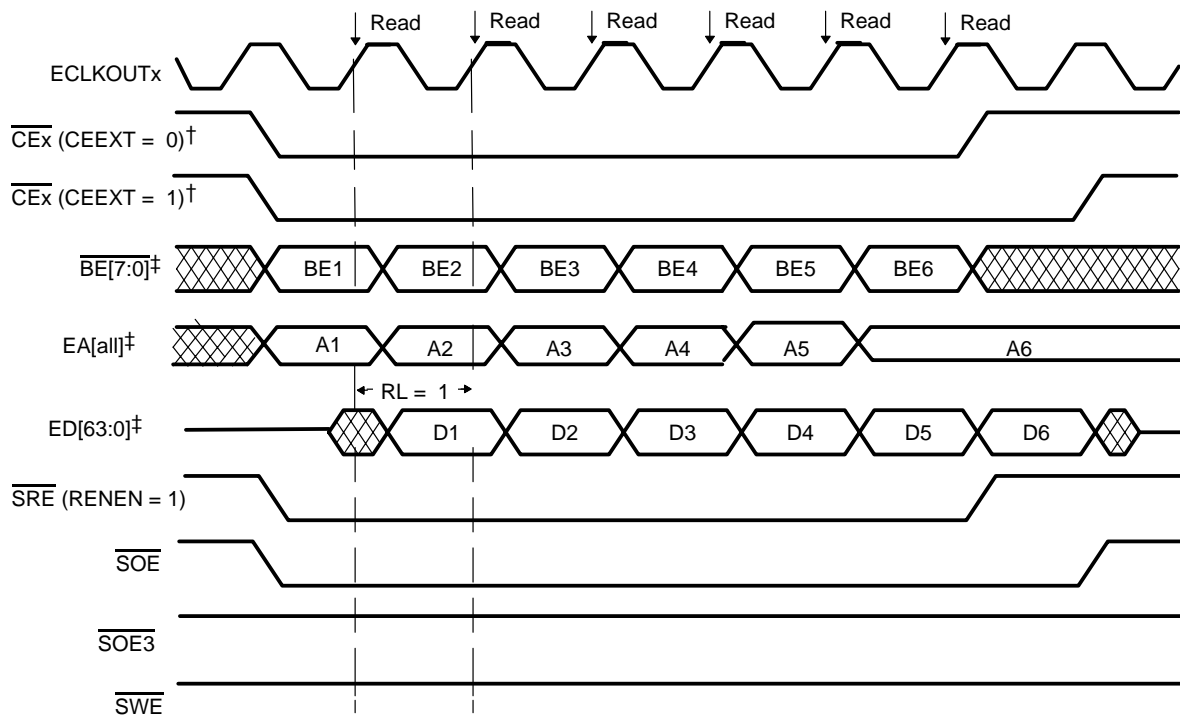 Read Read Read Read Read Read
ECLKOUTx
CEx (CEEXT = 0)†
CEx (CEEXT = 1)†
BE[7:0]‡ BE1 BE2 BE3 BE4 BE5 BE6
EA[all]‡ A1 A2 A3 A4 A5 A6
RL = 1
ED[63:0]‡ D1 D2 D3 D4 D5 D6
SRE (RENEN = 1)
SOE
SOE3
SWE